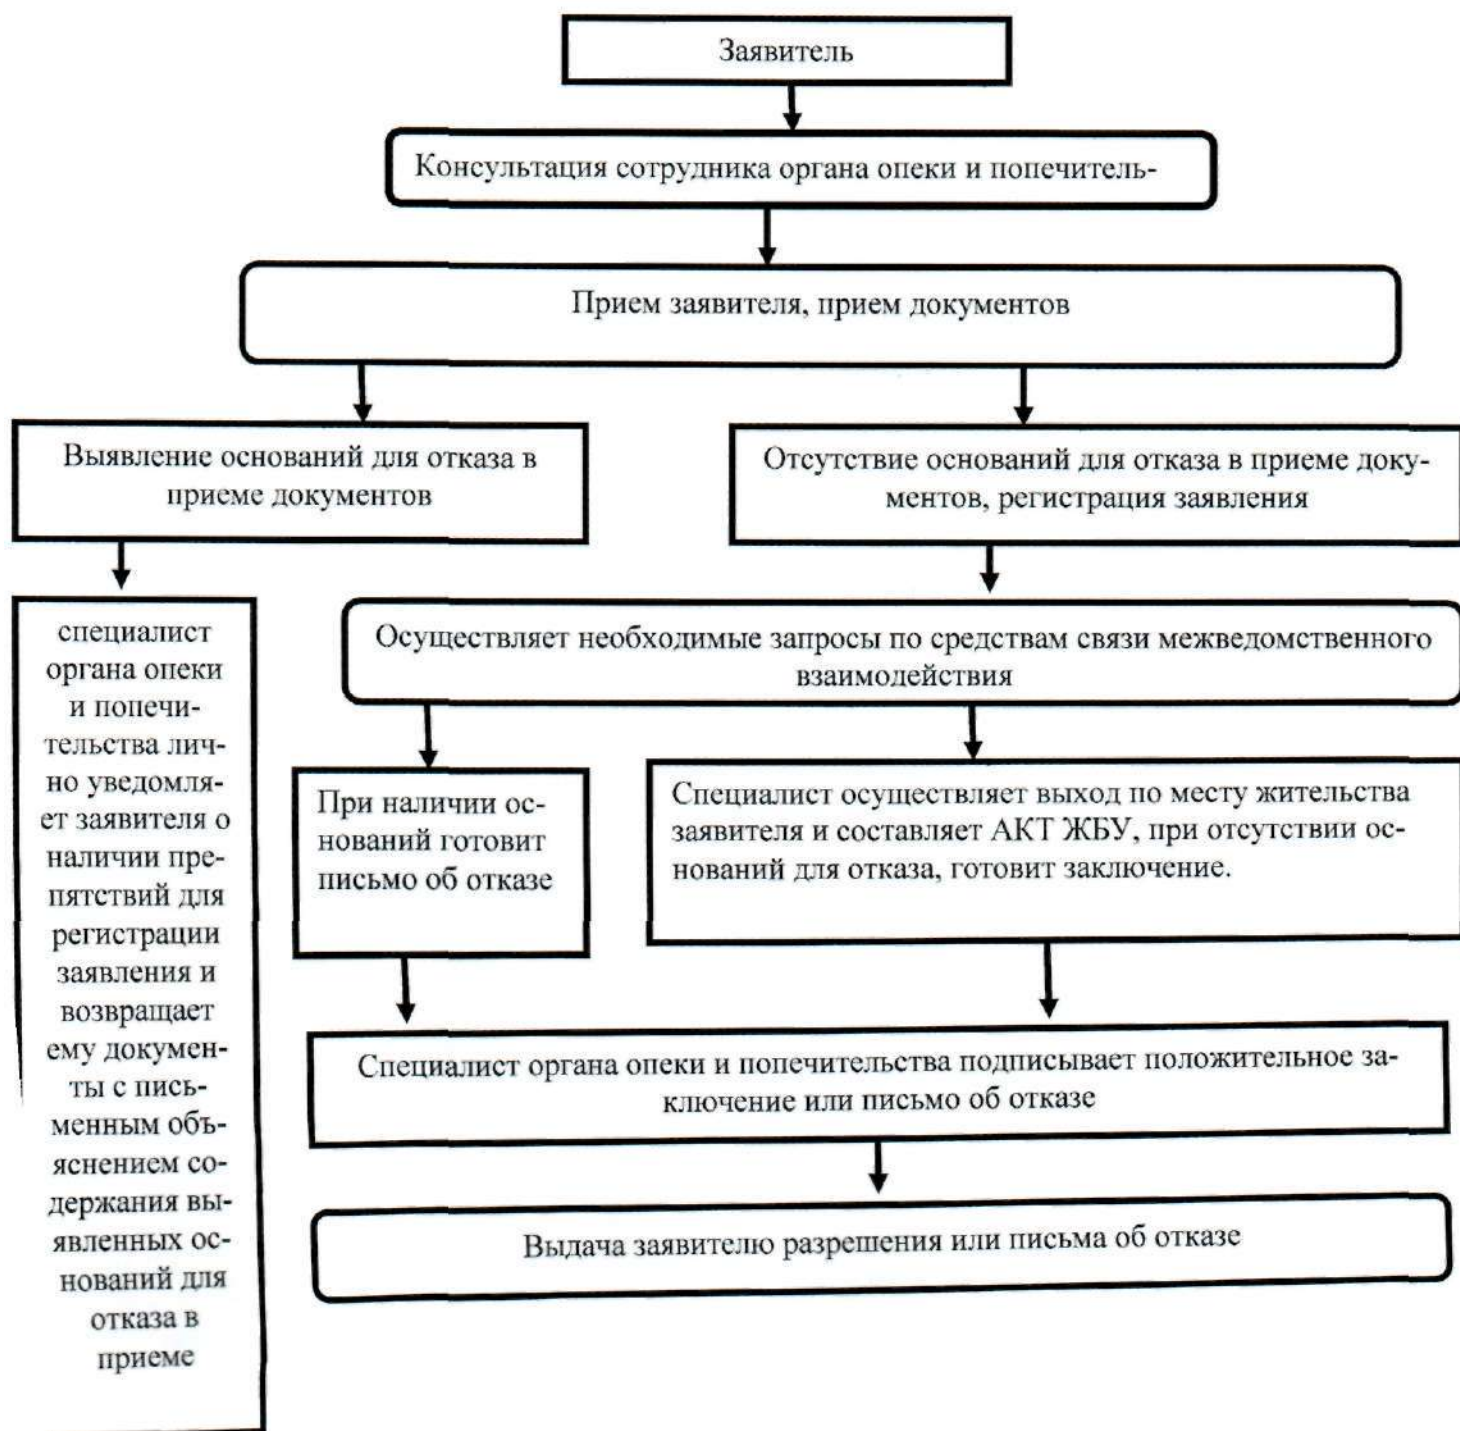 Заявитель
Консультация сотрудника органа опеки и попечитель-
Прием заявителя, прием документов
Выявление оснований для отказа в
приеме документов
Отсутствие оснований для отказа в приеме доку-
ментов, регистрация заявления
специалист
органа опеки
и попечи-
тельства лич-
но уведомля-
ет заявителя о
наличии пре-
пятствий для
регистрации
заявления и
возвращает
ему докумен-
ты с пись-
менным объ-
яснением со-
держания вы-
явленных ос-
нований для
отказа в
приеме
Осуществляет необходимые запросы по средствам связи межведомственного
взаимодействия
При наличии ос-
нований готовит
письмо об отказе
Специалист осуществляет выход по месту жительства
заявителя и составляет АКТ ЖБУ, при отсутствии ос-
нований для отказа, готовит заключение.
Специалист органа опеки и попечительства подписывает положительное за-
ключение или письмо об отказе
Выдача заявителю разрешения или письма об отказе